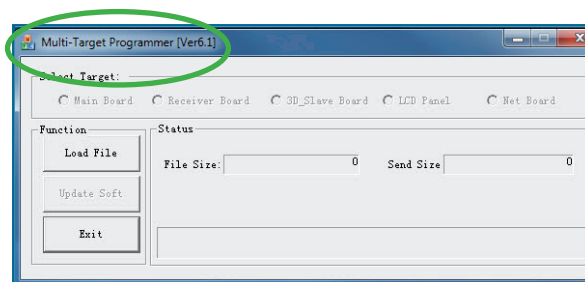 Multi-Target Programmer [Ver6.1]
Select Target:
Main Board Receiver Board 3D_Slave Board LCD Panel Net Board
Function
Status
Load File
File Size: 0 Send Size 0
Update Soft
Exit